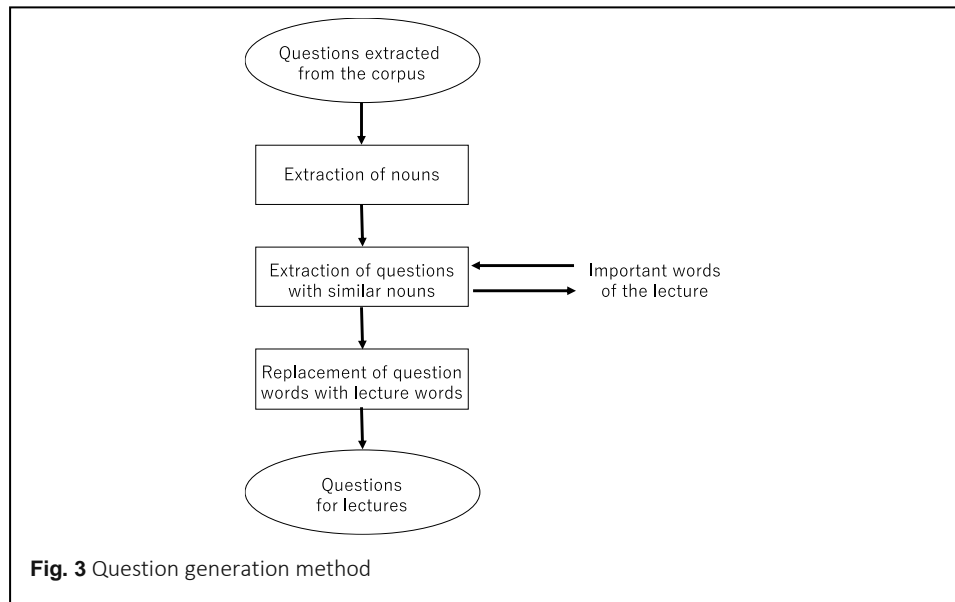 Questions extracted
from the corpus
Extraction of nouns
Extraction of questions
with similar nouns
Important words
of the lecture
Replacement of question
words with lecture words
Questions
for lectures
Fig. 3 Question generation method